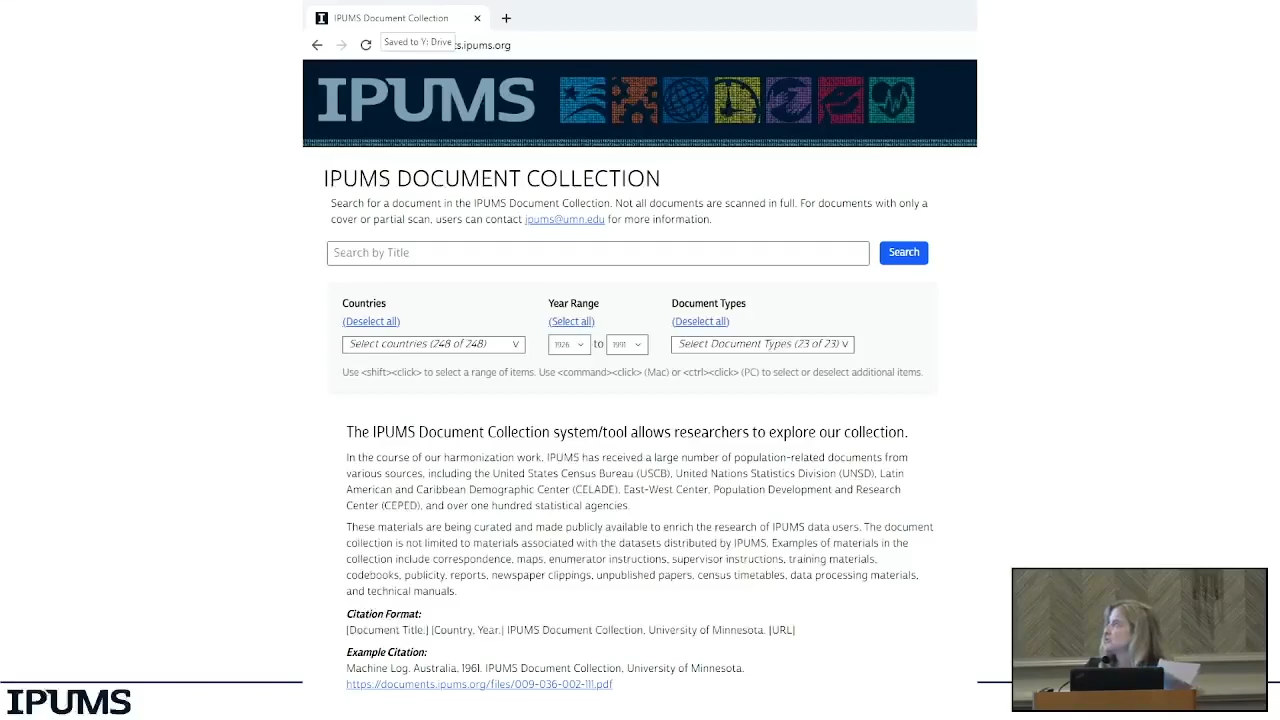 IPUMS Document Collection
Saved to Y: Drive
s.ipums.org
IPUMS
IPUMS DOCUMENT COLLECTION
Search for a document in the IPUMS Document Collection. Not all documents are scanned in full. For documents with only a
cover or partial scan, users can contact ipums@umn.edu for more information.
Search by Title
Search
Countries
Year Range
Document Types
(Deselect all)
(Select all)
(Deselect all)
Select countries (248 of 248)
1926
to
1991
Select Document Types (23 of 23)
Use <shift><click> to select a range of items. Use <command><click> (Mac) or <ctrl><click> (PC) to select or deselect additional items.
The IPUMS Document Collection system/tool allows researchers to explore our collection.
In the course of our harmonization work, IPUMS has received a large number of population-related documents from
various sources, including the United States Census Bureau (USCB), United Nations Statistics Division (UNSD), Latin
American and Caribbean Demographic Center (CELADE), East-West Center, Population Development and Research
Center (CEPED), and over one hundred statistical agencies.
These materials are being curated and made publicly available to enrich the research of IPUMS data users. The document
collection is not limited to materials associated with the datasets distributed by IPUMS. Examples of materials in the
collection include correspondence, maps, enumerator instructions, supervisor instructions, training materials,
codebooks, publicity, reports, newspaper clippings, unpublished papers, census timetables, data processing materials,
and technical manuals.
Citation Format:
[Document Title.] [Country, Year.] IPUMS Document Collection, University of Minnesota. [URL]
Example Citation:
Machine Log. Australia, 1961. IPUMS Document Collection, University of Minnesota.
https://documents.ipums.org/files/009-036-002-111.pdf
IPUMS